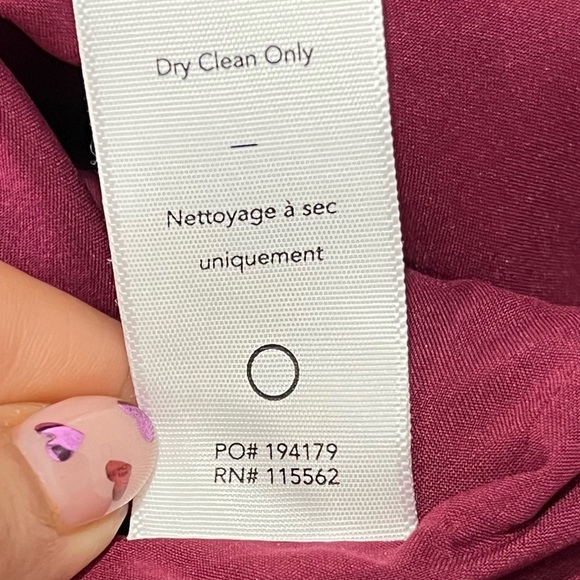 Dry Clean Only
—
Nettoyage à sec
uniquement
PO# 194179
RN# 115562